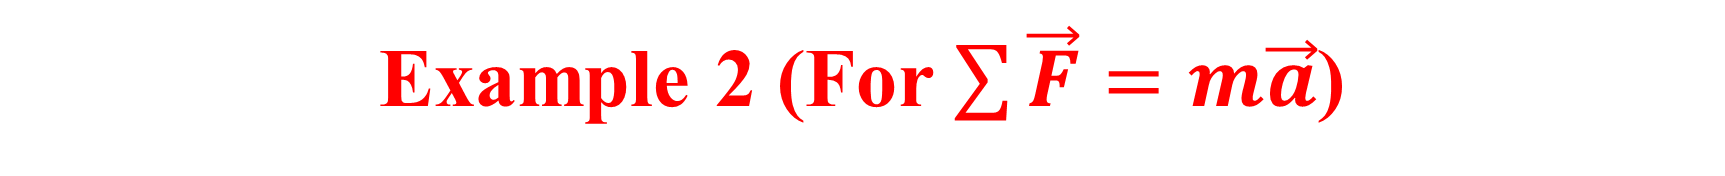 Example 2 (For ∑ F⃗ = ma⃗)